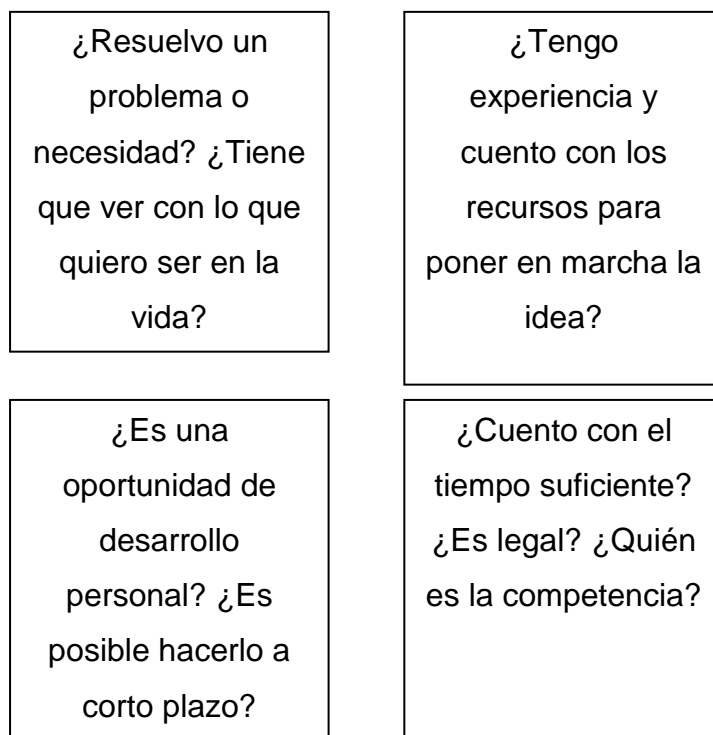 ¿Resuelvo un
problema o
necesidad? ¿Tiene
que ver con lo que
quiero ser en la
vida?
¿Tengo
experiencia y
cuento con los
recursos para
poner en marcha la
idea?
¿Es una
oportunidad de
desarrollo
personal? ¿Es
posible hacerlo a
corto plazo?
¿Cuento con el
tiempo suficiente?
¿Es legal? ¿Quién
es la competencia?